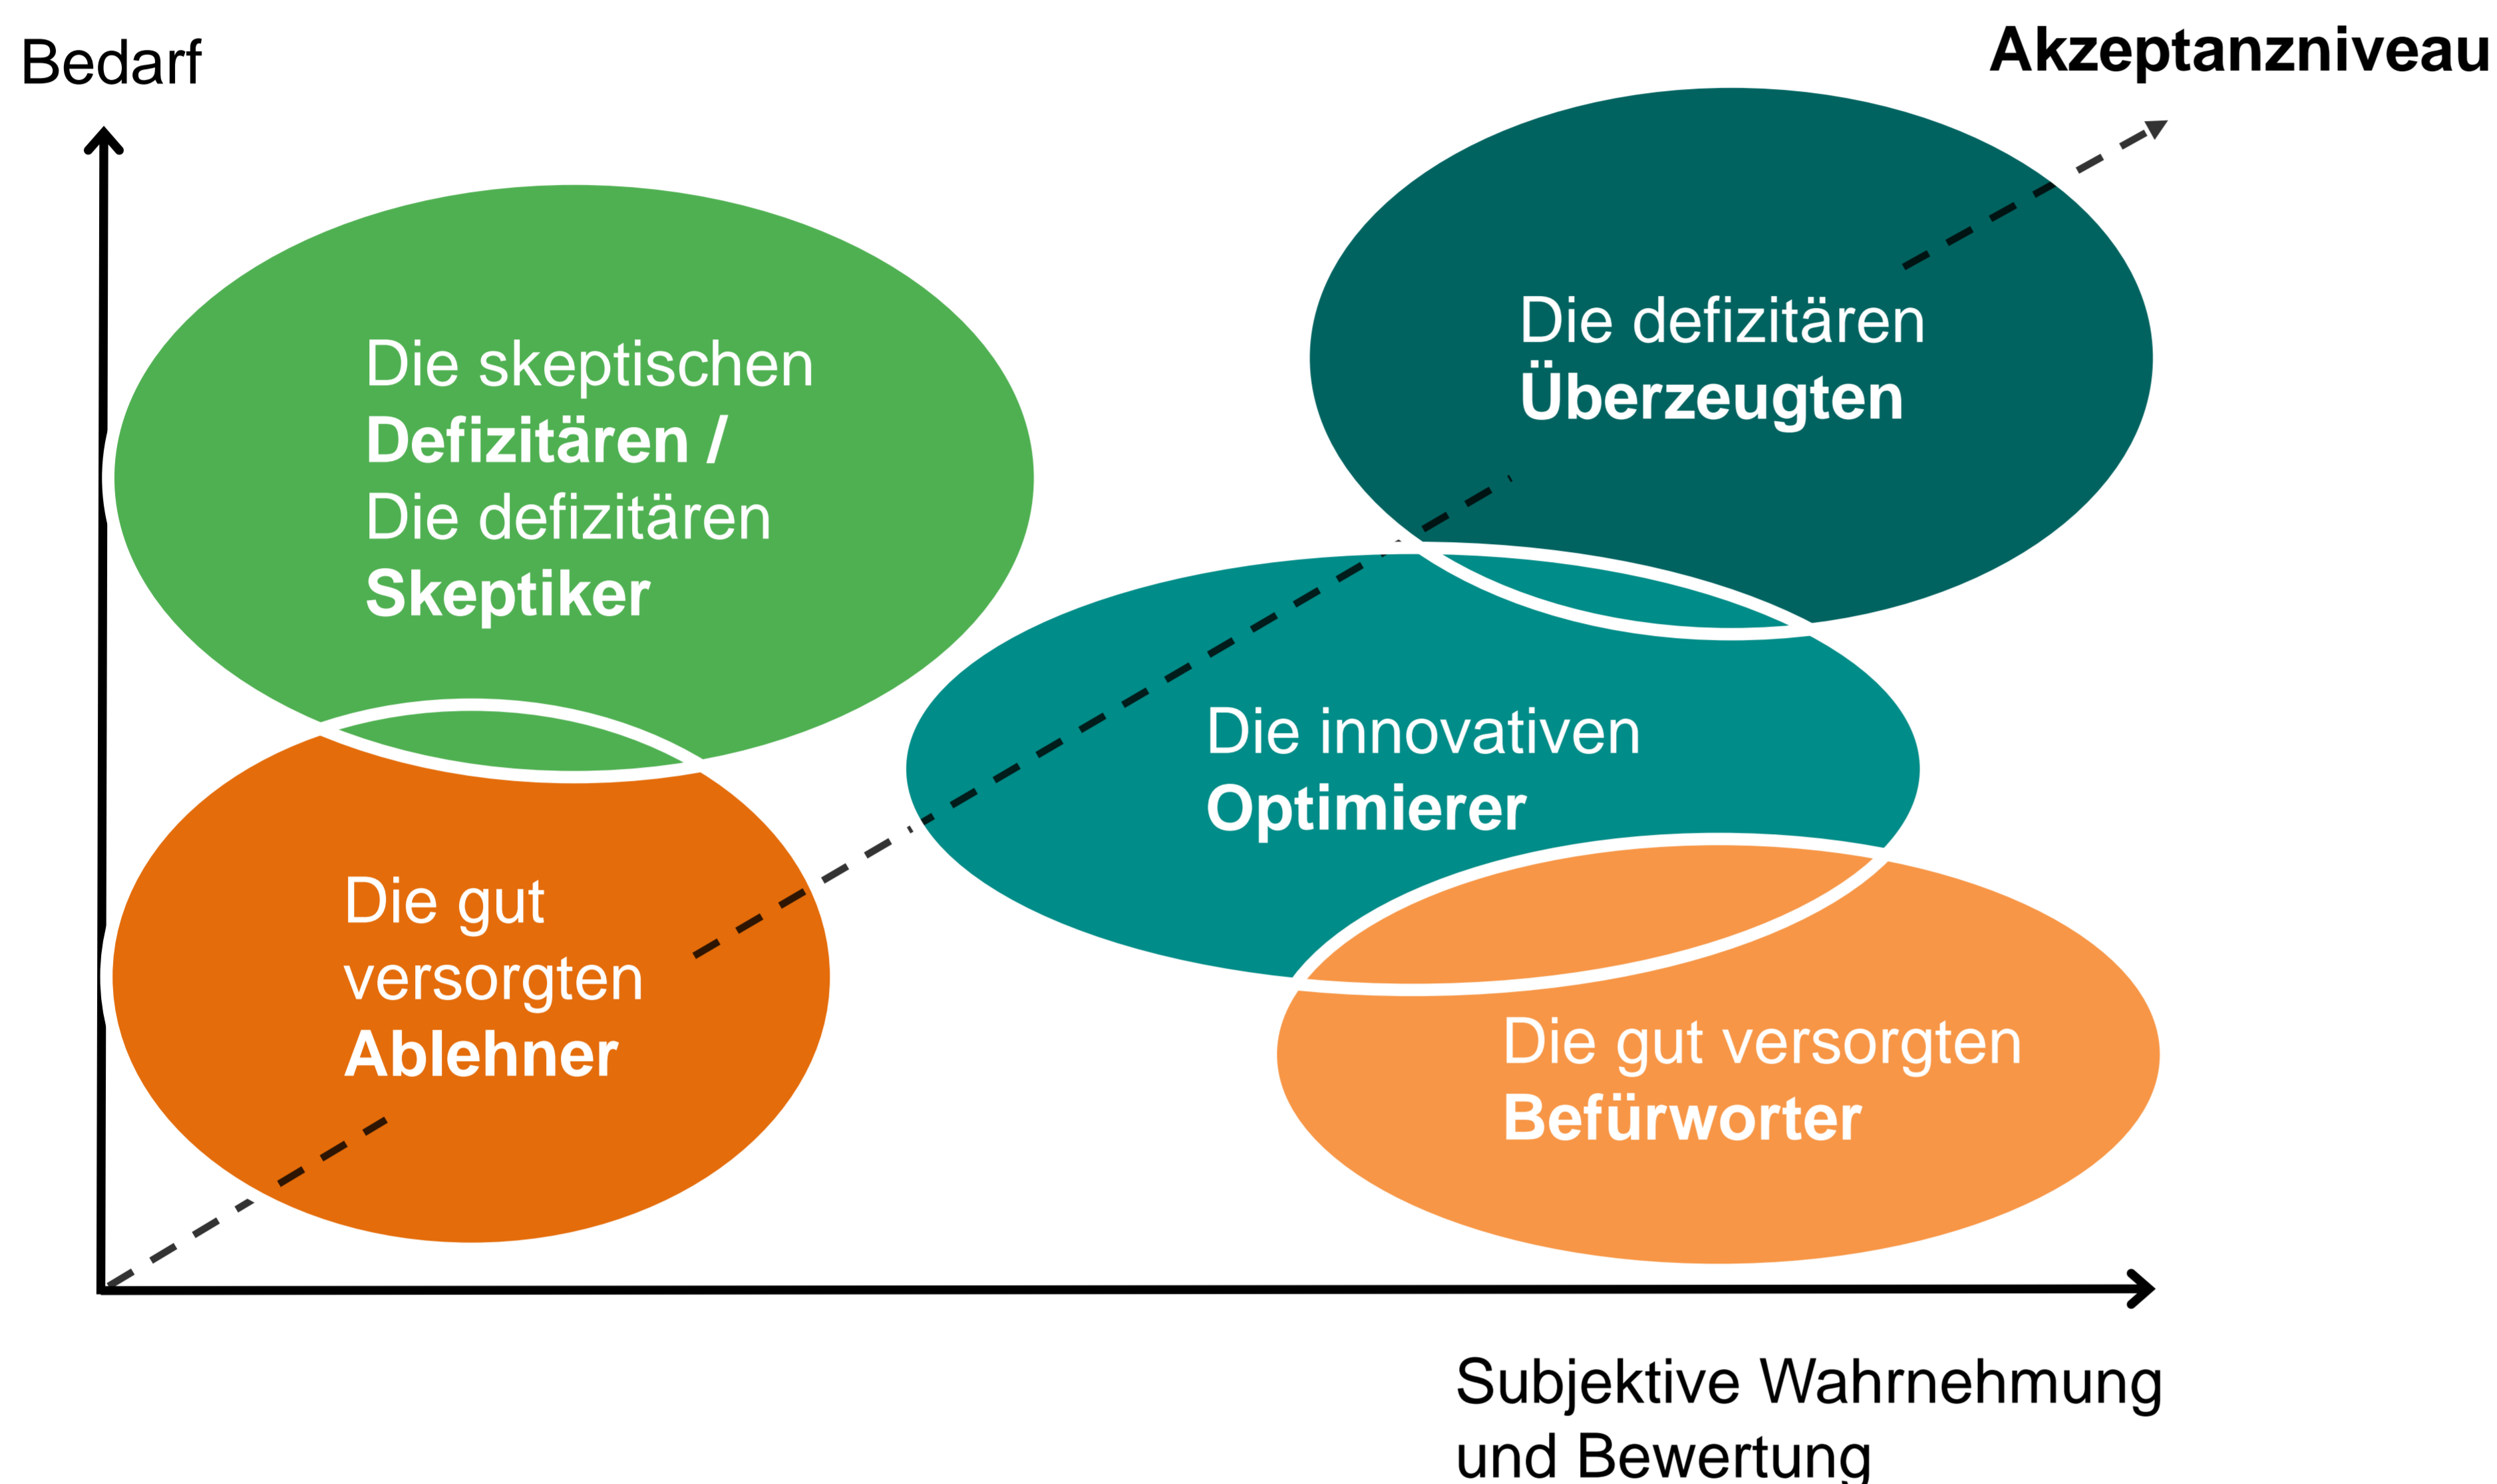 Bedarf
Akzeptanzniveau
Die skeptischen
Defizitären /
Die defizitären
Skeptiker
Die defizitären
Überzeugten
Die innovativen
Optimierer
Die gut
versorgten
Ablehner
Die gut versorgten
Befürworter
Subjektive Wahrnehmung
und Bewertung